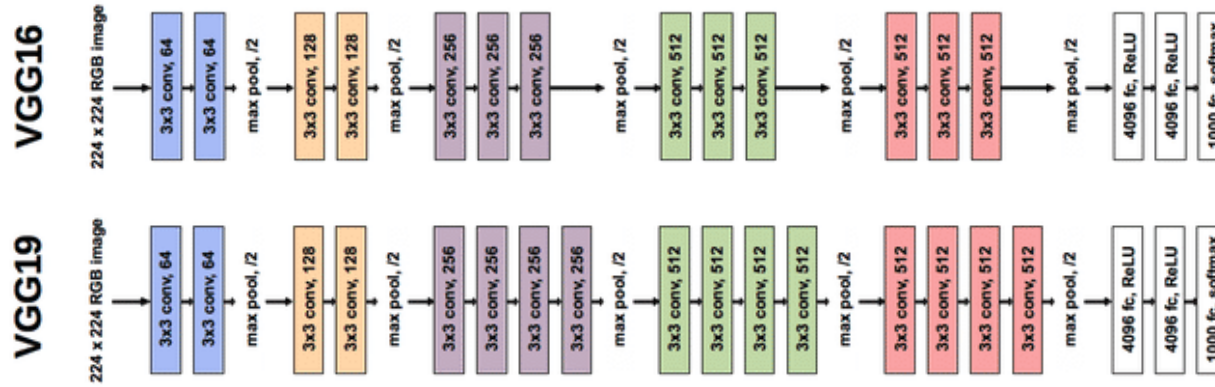 VGG16
224 x 224 RGB image
3x3 conv, 64
3x3 conv, 64
max pool, /2
3x3 conv, 128
3x3 conv, 128
max pool, /2
3x3 conv, 256
3x3 conv, 256
3x3 conv, 256
max pool, /2
3x3 conv, 512
3x3 conv, 512
3x3 conv, 512
max pool, /2
3x3 conv, 512
3x3 conv, 512
3x3 conv, 512
max pool, /2
4096 fc, ReLU
4096 fc, ReLU
1000 fc, softmax
VGG19
224 x 224 RGB image
3x3 conv, 64
3x3 conv, 64
max pool, /2
3x3 conv, 128
3x3 conv, 128
max pool, /2
3x3 conv, 256
3x3 conv, 256
3x3 conv, 256
3x3 conv, 256
max pool, /2
3x3 conv, 512
3x3 conv, 512
3x3 conv, 512
3x3 conv, 512
max pool, /2
3x3 conv, 512
3x3 conv, 512
3x3 conv, 512
3x3 conv, 512
max pool, /2
4096 fc, ReLU
4096 fc, ReLU
1000 fc, softmax